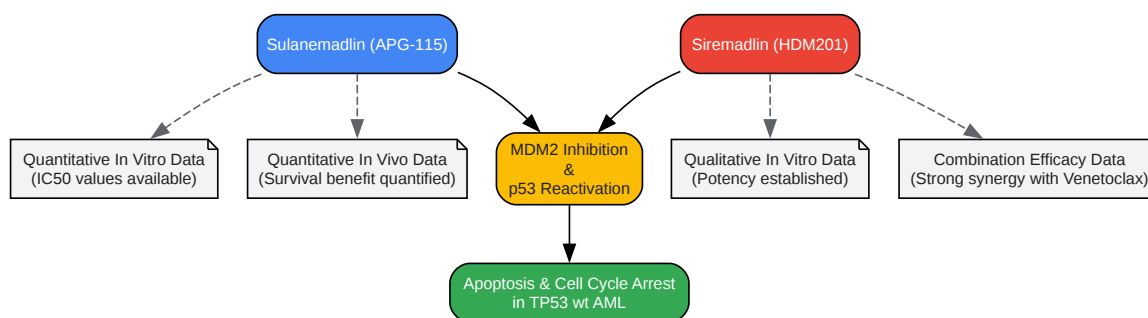 Sulanemadlin (APG-115)
Siremadlin (HDM201)
Quantitative In Vitro Data
(IC50 values available)
Quantitative In Vivo Data
(Survival benefit quantified)
MDM2 Inhibition
&
p53 Reactivation
Qualitative In Vitro Data
(Potency established)
Combination Efficacy Data
(Strong synergy with Venetoclax)
Apoptosis & Cell Cycle Arrest
in TP53 wt AML